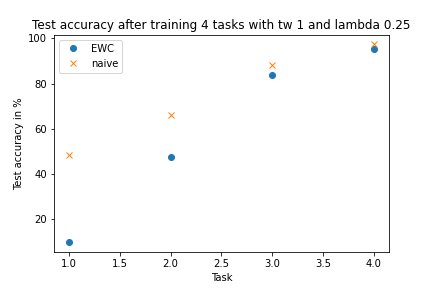 Test accuracy after training 4 tasks with tw 1 and lambda 0.25
100
80
60
40
20
Test accuracy in %
EWC
naive
1.0 1.5 2.0 2.5 3.0 3.5 4.0
Task